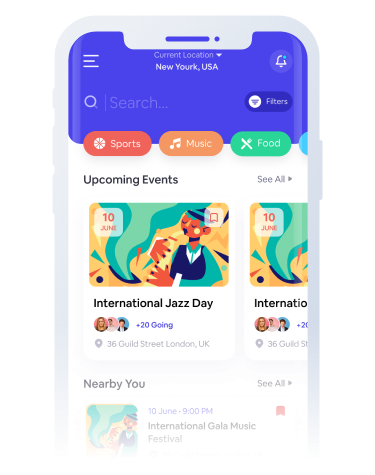 Current Location
New Yourk, USA
Search...
Filters
Sports
Music
Food
Upcoming Events
See All
10
JUNE
International Jazz Day
+20 Going
36 Guild Street London, UK
10
JUNE
Internatio
+20
36 Guild St
Nearby You
See All
10 June - 9:00 PM
International Gala Music
Festival